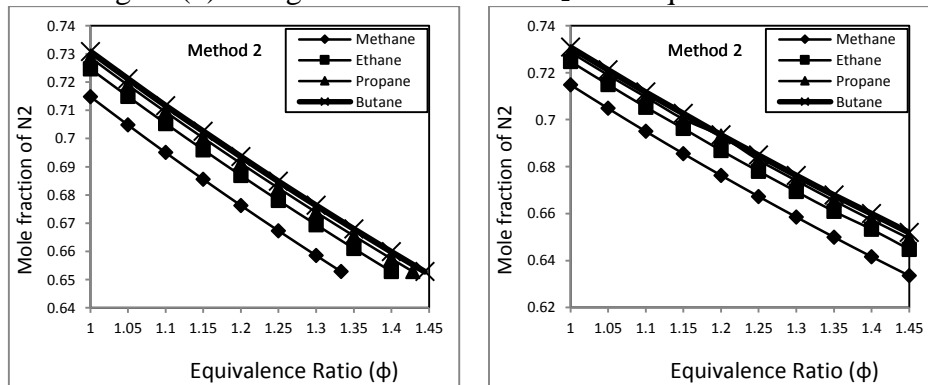 Method 2
Methane
Ethane
Propane
Butane
0.74
0.73
0.72
0.71
0.7
0.69
0.68
0.67
0.66
0.65
0.64
Mole fraction of N2
1 1.05 1.1 1.15 1.2 1.25 1.3 1.35 1.4 1.45
Equivalence Ratio (ϕ)
Method 2
Methane
Ethane
Propane
Butane
0.74
0.72
0.7
0.68
0.66
0.64
0.62
Mole fraction of N2
1 1.05 1.1 1.15 1.2 1.25 1.3 1.35 1.4 1.45
Equivalence Ratio (ϕ)